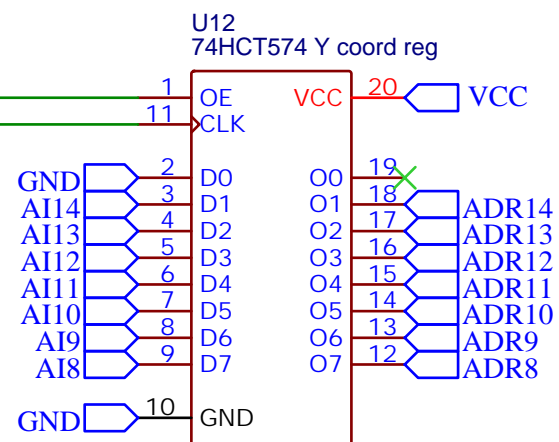 U12
74HCT574 Y coord reg
1 OE VCC 20 VCC
11 CLK
GND 2 D0 O0 19
AI14 3 D1 O1 18 ADR14
AI13 4 D2 O2 17 ADR13
AI12 5 D3 O3 16 ADR12
AI11 6 D4 O4 15 ADR11
AI10 7 D5 O5 14 ADR10
AI9 8 D6 O6 13 ADR9
AI8 9 D7 O7 12 ADR8
GND 10 GND